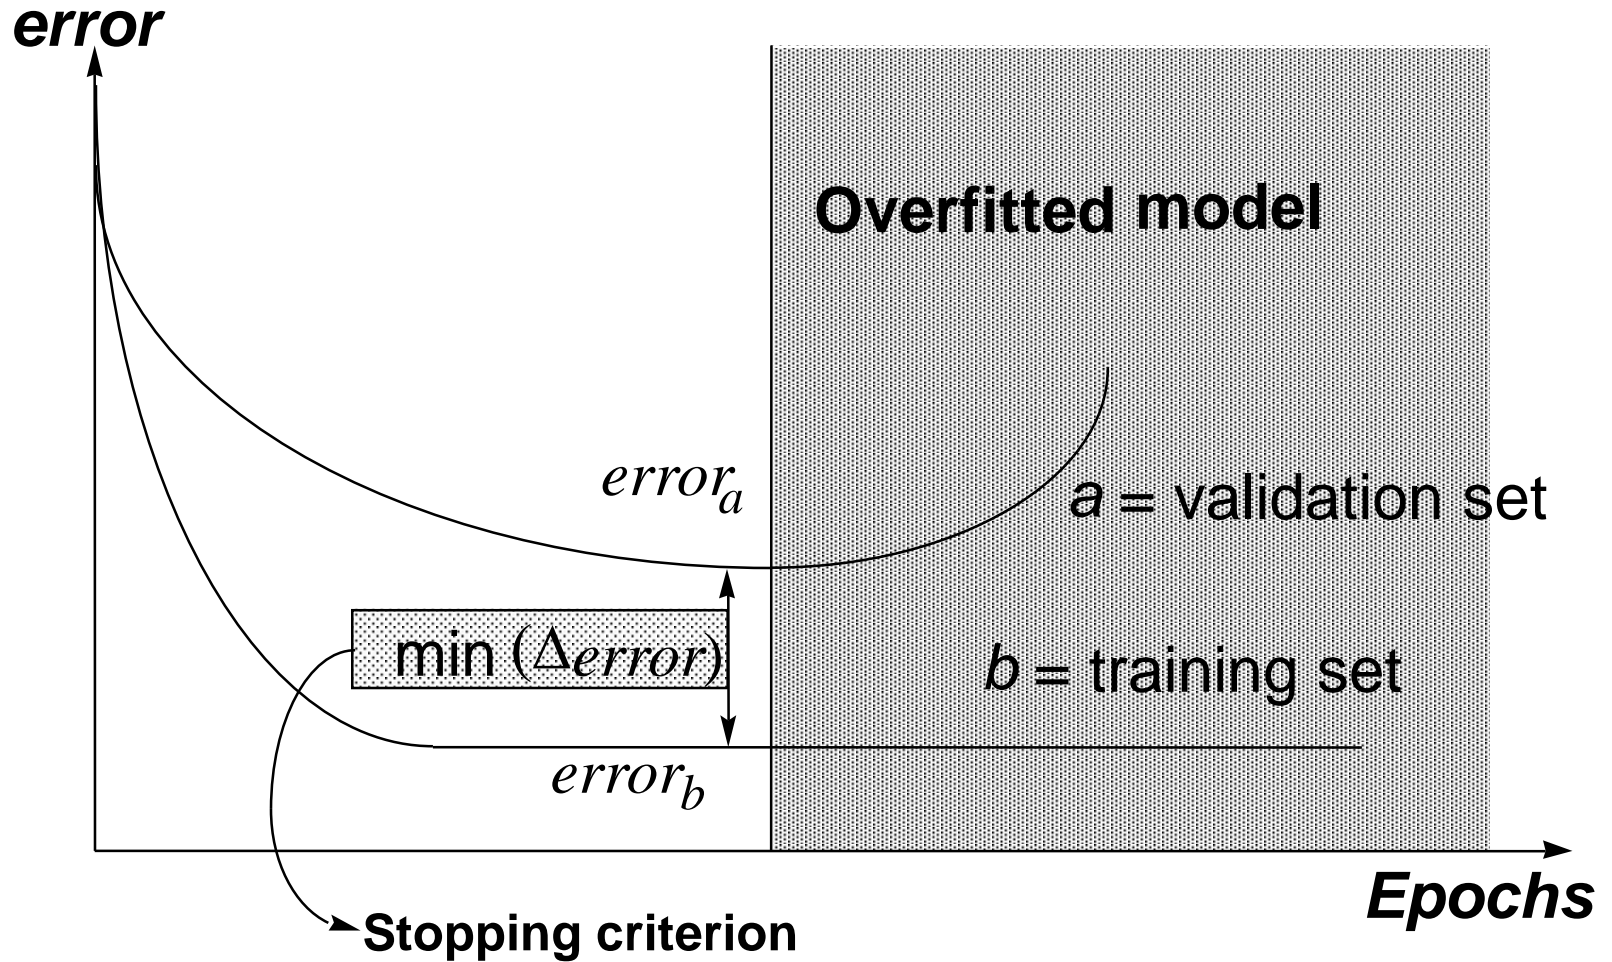 error
Overfitted model
error_a
a = validation set
min (Δerror)
b = training set
error_b
Epochs
Stopping criterion